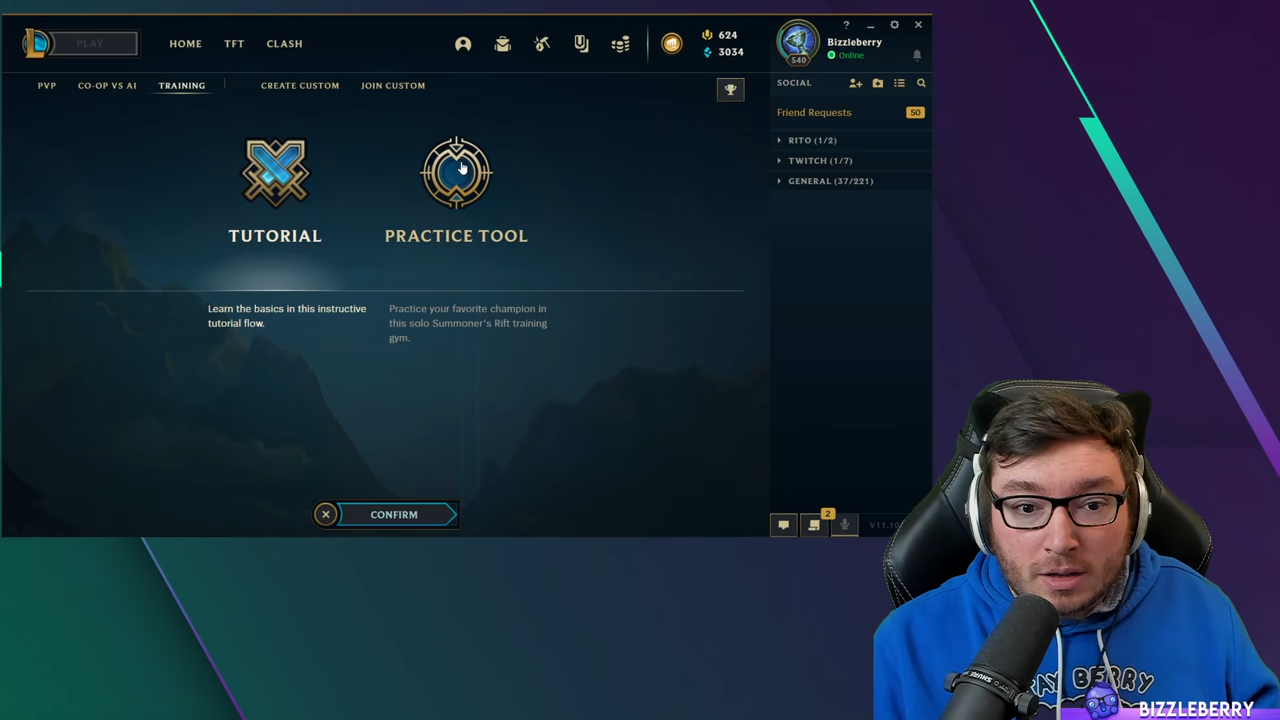 PLAY
HOME
TFT
CLASH
624
3034
?
540
Bizzleberry
Online
PVP
CO-OP VS AI
TRAINING
CREATE CUSTOM
JOIN CUSTOM
SOCIAL
Friend Requests
50
RITO (1/2)
TWITCH (1/7)
GENERAL (37/221)
TUTORIAL
PRACTICE TOOL
Learn the basics in this instructive
tutorial flow.
Practice your favorite champion in
this solo Summoner's Rift training
gym.
CONFIRM
2
V11.10
SHURE
BERRY
BIZZLEBERRY